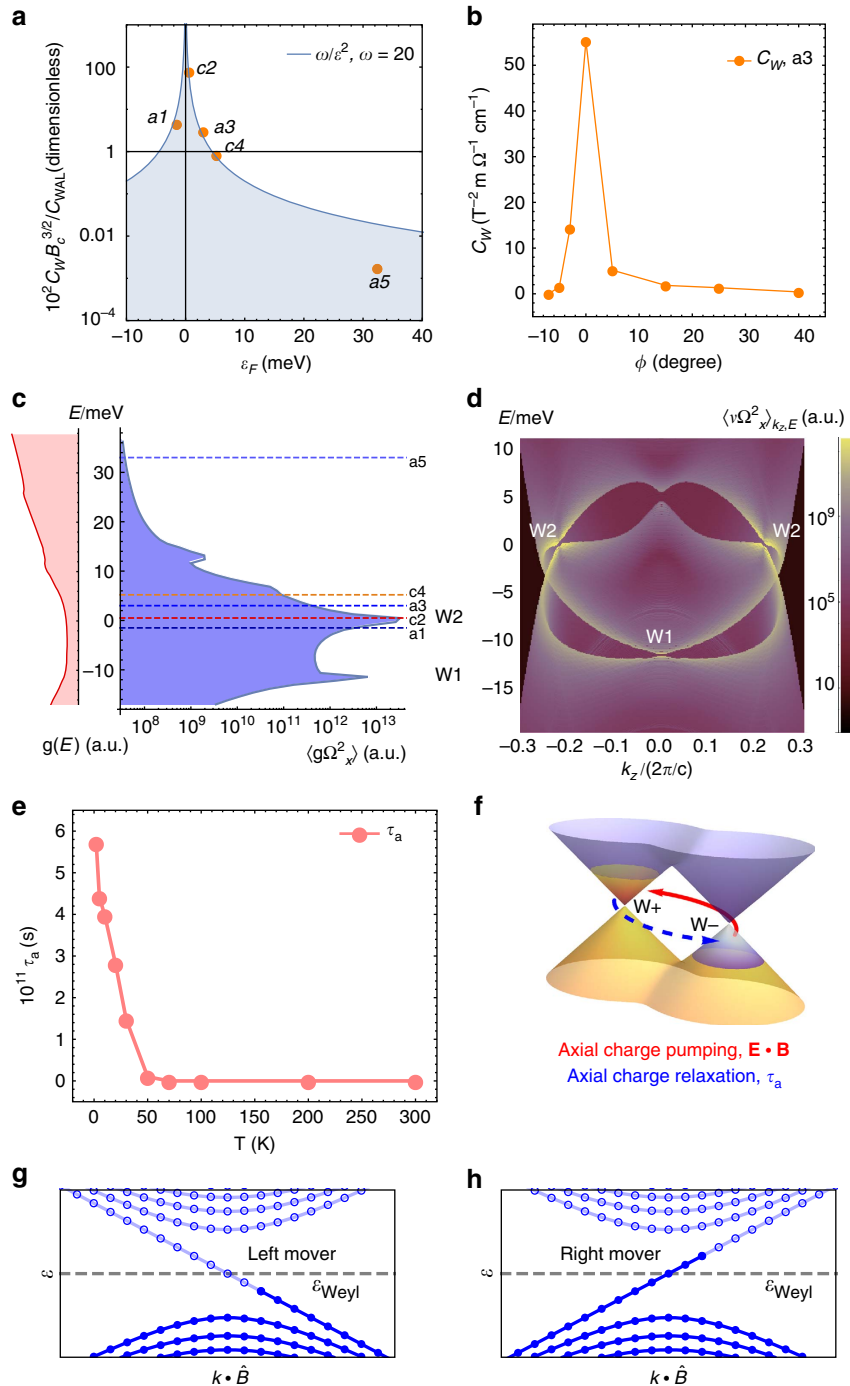 a
10² C_W B_c^{3/2}/C_WAL (dimensionless)
100
1
0.01
10⁻⁴
ω/ε², ω = 20
c2
a1
a3
c4
a5
−10 0 10 20 30 40
ε_F (meV)
b
C_W (T⁻² m Ω⁻¹ cm⁻¹)
50
40
30
20
10
0
C_W, a3
−10 0 10 20 30 40
ϕ (degree)
c
E/meV
30
20
10
0
−10
a5
c4
a3
c2
a1
W2
W1
10⁸ 10⁹ 10¹⁰ 10¹¹ 10¹² 10¹³
g(E) (a.u.)
⟨gΩ²ₓ⟩ (a.u.)
d
E/meV
⟨vΩ²ₓ⟩_{k_z,E} (a.u.)
10
5
0
−5
−10
−15
W2
W2
W1
10⁹
10⁵
10
−0.3 −0.2 −0.1 0.0 0.1 0.2 0.3
k_z/(2π/c)
e
10¹¹ τ_a (s)
6
5
4
3
2
1
0
τ_a
0 50 100 150 200 250 300
T (K)
f
W+
W−
Axial charge pumping, E • B
Axial charge relaxation, τ_a
g
ε
Left mover
ε_Weyl
k • B̂
h
ε
Right mover
ε_Weyl
k • B̂